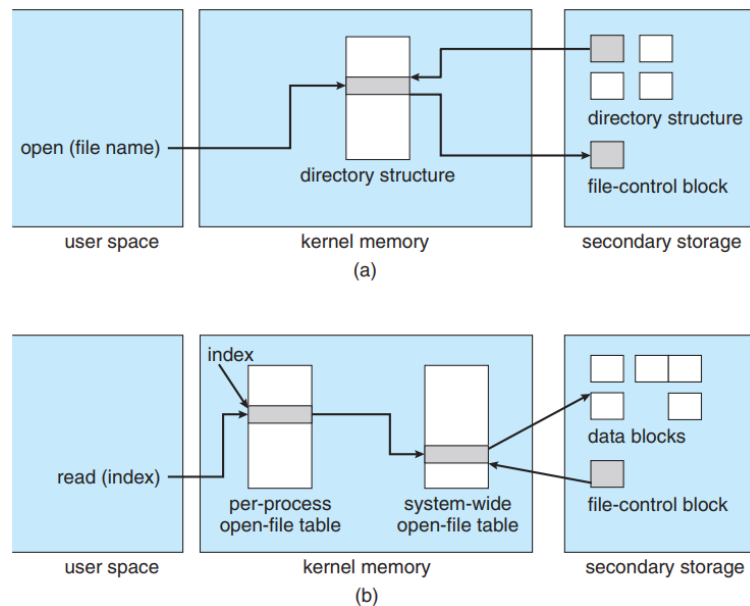 directory structure
open (file name)
directory structure
file-control block
user space
kernel memory
secondary storage
(a)
index
data blocks
read (index)
per-process
open-file table
system-wide
open-file table
file-control block
user space
kernel memory
secondary storage
(b)